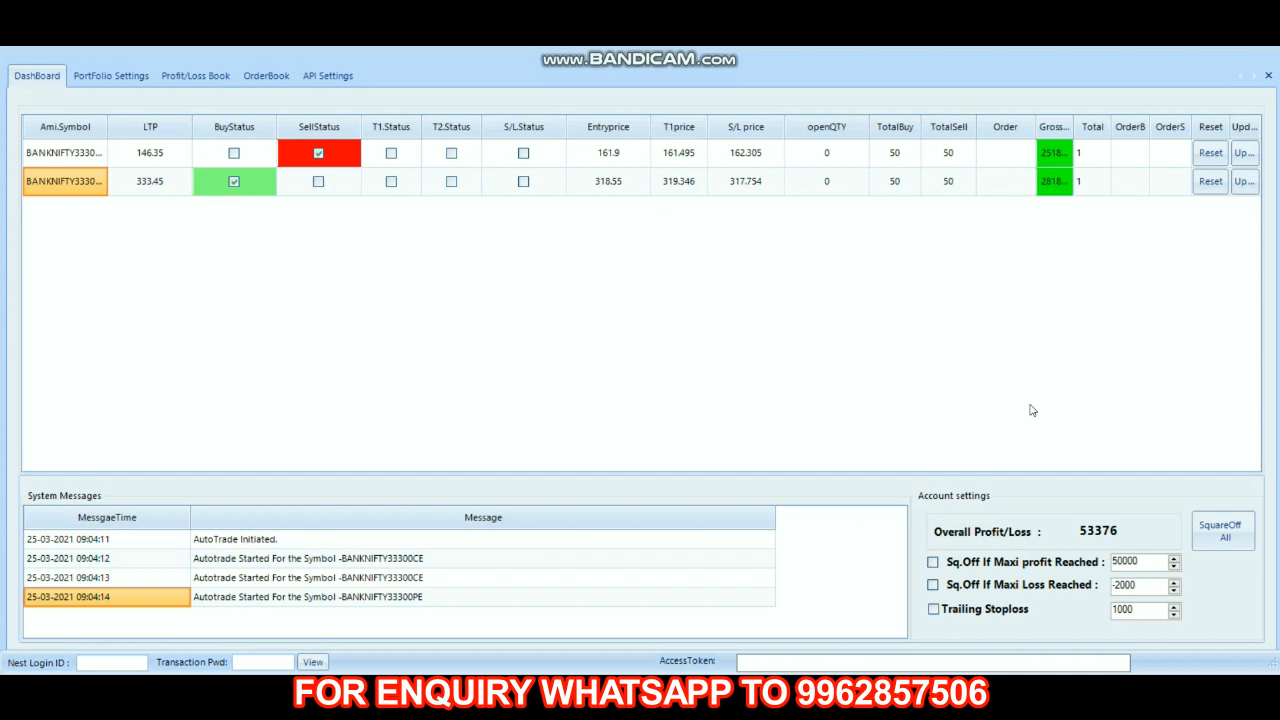 WWW.BANDICAM.COM
DashBoard PortFolio Settings Profit/Loss Book OrderBook API Settings
Ami.Symbol LTP BuyStatus SellStatus T1.Status T2.Status S/L.Status Entryprice T1price S/L price openQTY TotalBuy TotalSell Order Gross... Total OrderB OrderS Reset Upd...
BANKNIFTY3330... 146.35 161.9 161.495 162.305 0 50 50 2518... 1 Reset Up...
BANKNIFTY3330... 333.45 318.55 319.346 317.754 0 50 50 2818... 1 Reset Up...
System Messages
MessgaeTime Message
25-03-2021 09:04:11 AutoTrade Initiated.
25-03-2021 09:04:12 Autotrade Started For the Symbol -BANKNIFTY33300CE
25-03-2021 09:04:13 Autotrade Started For the Symbol -BANKNIFTY33300CE
25-03-2021 09:04:14 Autotrade Started For the Symbol -BANKNIFTY33300PE
Account settings
Overall Profit/Loss : 53376
SquareOff
All
Sq.Off If Maxi profit Reached : 50000
Sq.Off If Maxi Loss Reached : -2000
Trailing Stoploss 1000
Nest Login ID : Transaction Pwd: View AccessToken:
FOR ENQUIRY WHATSAPP TO 9962857506